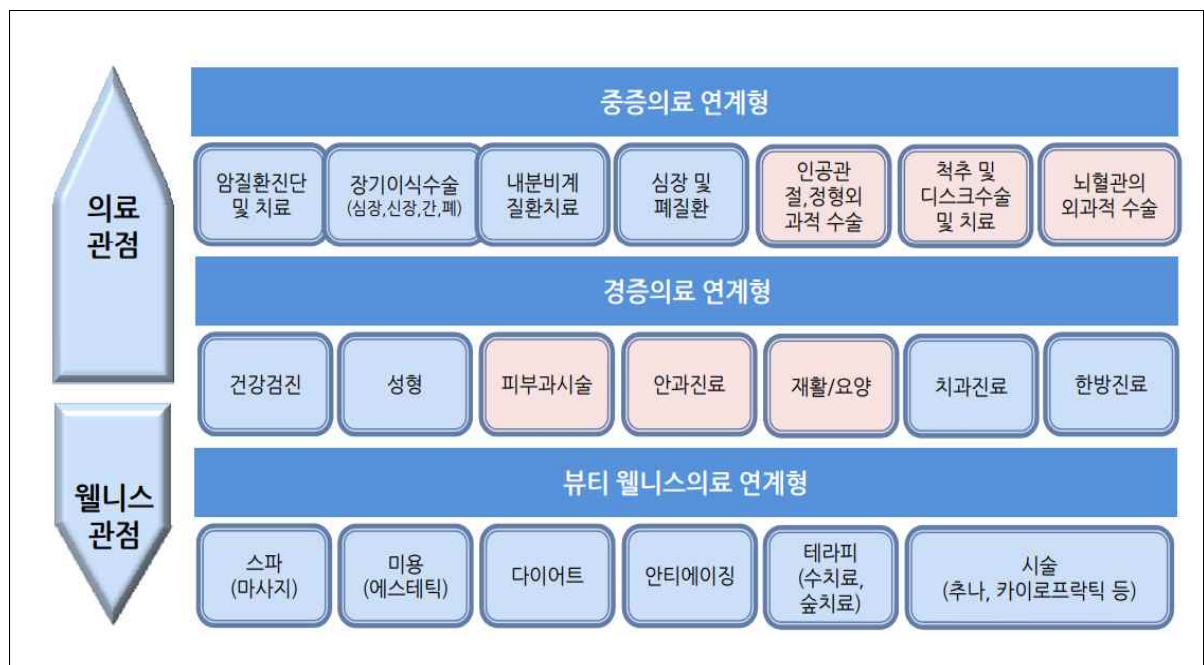 의료
관점
중증의료 연계형
암질환진단
및 치료
장기이식수술
(심장,신장,간,폐)
내분비계
질환치료
심장 및
폐질환
인공관
절,정형외
과적 수술
척추 및
디스크수술
및 치료
뇌혈관의
외과적 수술
경증의료 연계형
건강검진
성형
피부과시술
안과진료
재활/요양
치과진료
한방진료
웰니스
관점
뷰티 웰니스의료 연계형
스파
(마사지)
미용
(에스테틱)
다이어트
안티에이징
테라피
(수치료,
숲치료)
시술
(추나, 카이로프락틱 등)